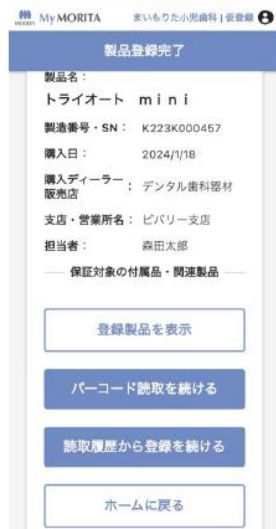 MORITA My MORITA まいもりた小児歯科 | 仮登録
製品登録完了
製品名：
トライオート ｍｉｎｉ
製造番号・SN： K223K000457
購入日： 2024/1/18
購入ディーラー販売店： デンタル歯科器材
支店・営業所名： ビバリー支店
担当者： 森田太郎
保証対象の付属品・関連製品
登録製品を表示
バーコード読取を続ける
読取履歴から登録を続ける
ホームに戻る